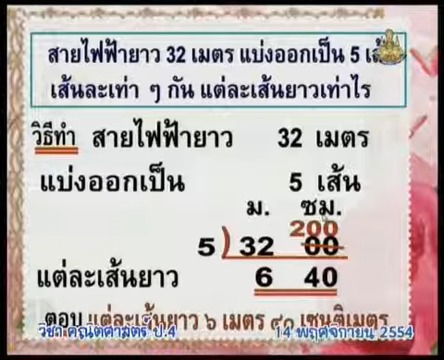 สายไฟฟ้ายาว 32 เมตร แบ่งออกเป็น 5 เส้น
เส้นละเท่า ๆ กัน แต่ละเส้นยาวเท่าไร
วิธีทำ สายไฟฟ้ายาว 32 เมตร
แบ่งออกเป็น 5 เส้น
ม. ซม.
200
5 ) 32 00
แต่ละเส้นยาว 6 40
ตอบ แต่ละเส้นยาว ๖ เมตร ๔๐ เซนติเมตร
วิชา คณิตศาสตร์ ป.4 14 พฤศจิกายน 2554